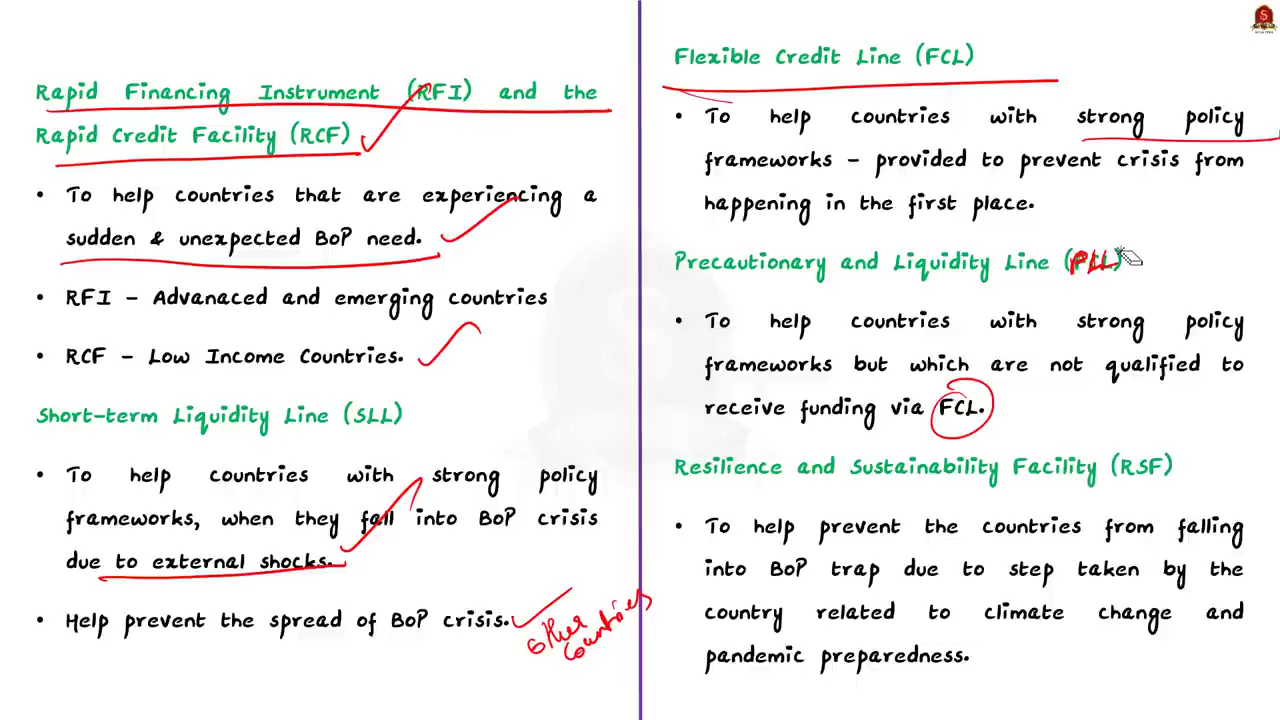 Rapid Financing Instrument (RFI) and the
Rapid Credit Facility (RCF)
• To help countries that are experiencing a
sudden & unexpected BoP need.
• RFI - Advanaced and emerging countries
• RCF - Low Income Countries.
Short-term Liquidity Line (SLL)
• To help countries with strong policy
frameworks, when they fall into BoP crisis
due to external shocks.
• Help prevent the spread of BoP crisis.
other
countries
Flexible Credit Line (FCL)
• To help countries with strong policy
frameworks - provided to prevent crisis from
happening in the first place.
Precautionary and Liquidity Line (PLL)
• To help countries with strong policy
frameworks but which are not qualified to
receive funding via FCL.
Resilience and Sustainability Facility (RSF)
• To help prevent the countries from falling
into BoP trap due to step taken by the
country related to climate change and
pandemic preparedness.